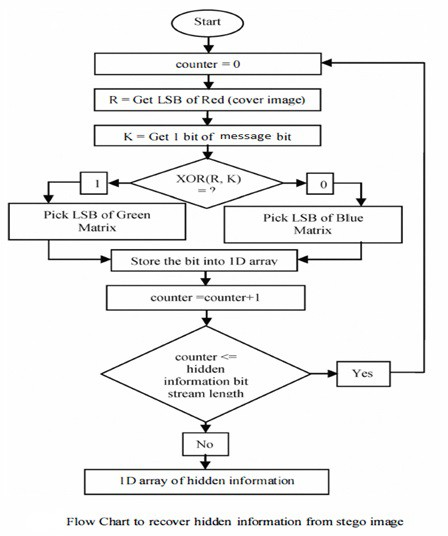 Start
counter = 0
R = Get LSB of Red (cover image)
K = Get 1 bit of message bit
XOR(R, K)
= ?
1
0
Pick LSB of Green
Matrix
Pick LSB of Blue
Matrix
Store the bit into 1D array
counter =counter+1
counter <=
hidden
information bit
stream length
Yes
No
1D array of hidden information
Flow Chart to recover hidden information from stego image